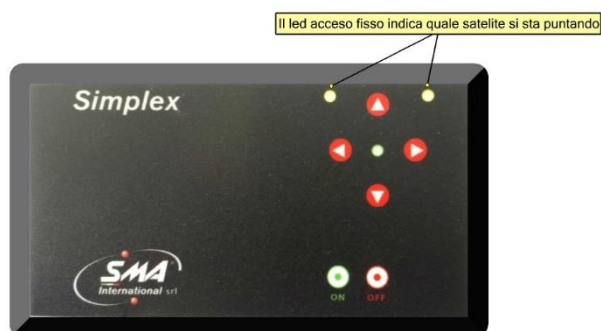 Il led acceso fisso indica quale satelite si sta puntando
Simplex
SMA
International srl
ON OFF